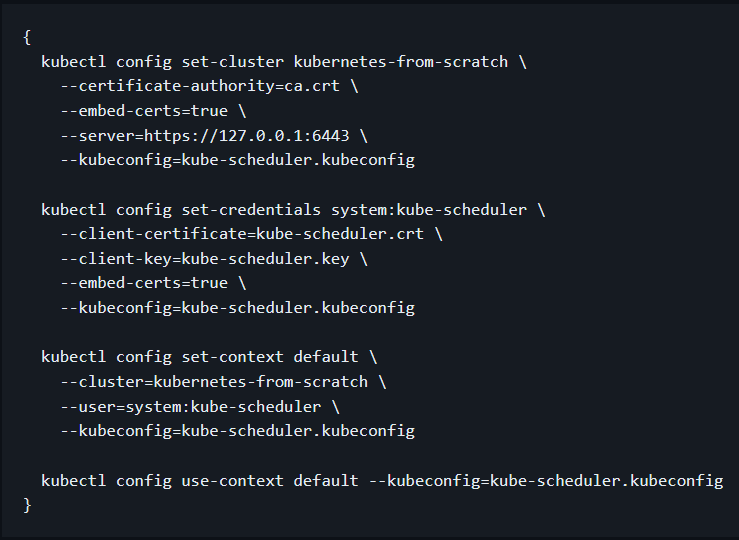 {
  kubectl config set-cluster kubernetes-from-scratch \
    --certificate-authority=ca.crt \
    --embed-certs=true \
    --server=https://127.0.0.1:6443 \
    --kubeconfig=kube-scheduler.kubeconfig

  kubectl config set-credentials system:kube-scheduler \
    --client-certificate=kube-scheduler.crt \
    --client-key=kube-scheduler.key \
    --embed-certs=true \
    --kubeconfig=kube-scheduler.kubeconfig

  kubectl config set-context default \
    --cluster=kubernetes-from-scratch \
    --user=system:kube-scheduler \
    --kubeconfig=kube-scheduler.kubeconfig

  kubectl config use-context default --kubeconfig=kube-scheduler.kubeconfig
}